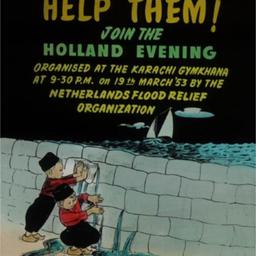 HELP THEM!
JOIN THE
HOLLAND EVENING
ORGANISED AT THE KARACHI GYMKHANA
AT 9-30 P.M. ON 19TH MARCH '53 BY THE
NETHERLANDS FLOOD RELIEF
ORGANIZATION